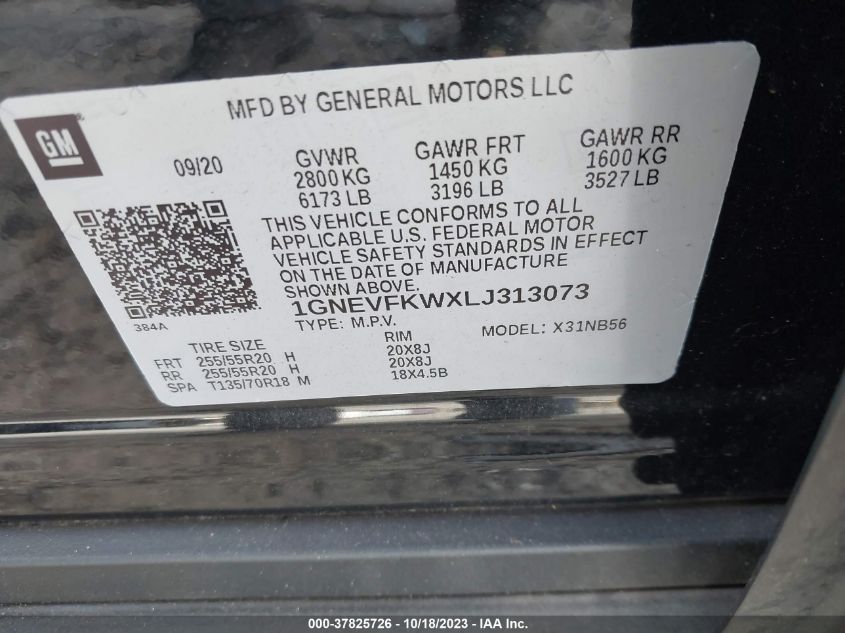 MFD BY GENERAL MOTORS LLC
GM
09/20
GVWR
2800 KG
6173 LB
GAWR FRT
1450 KG
3196 LB
GAWR RR
1600 KG
3527 LB
THIS VEHICLE CONFORMS TO ALL
APPLICABLE U.S. FEDERAL MOTOR
VEHICLE SAFETY STANDARDS IN EFFECT
ON THE DATE OF MANUFACTURE
SHOWN ABOVE.
1GNEVFKWXLJ313073
384A
TYPE: M.P.V.
MODEL: X31NB56
TIRE SIZE
RIM
FRT 255/55R20 H 20X8J
RR 255/55R20 H 20X8J
SPA T135/70R18 M 18X4.5B
000-37825726 - 10/18/2023 - IAA Inc.